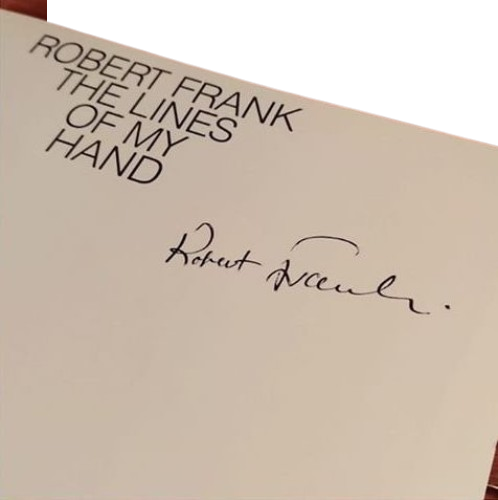 ROBERT FRANK
THE LINES
OF MY
HAND
Robert Frank.